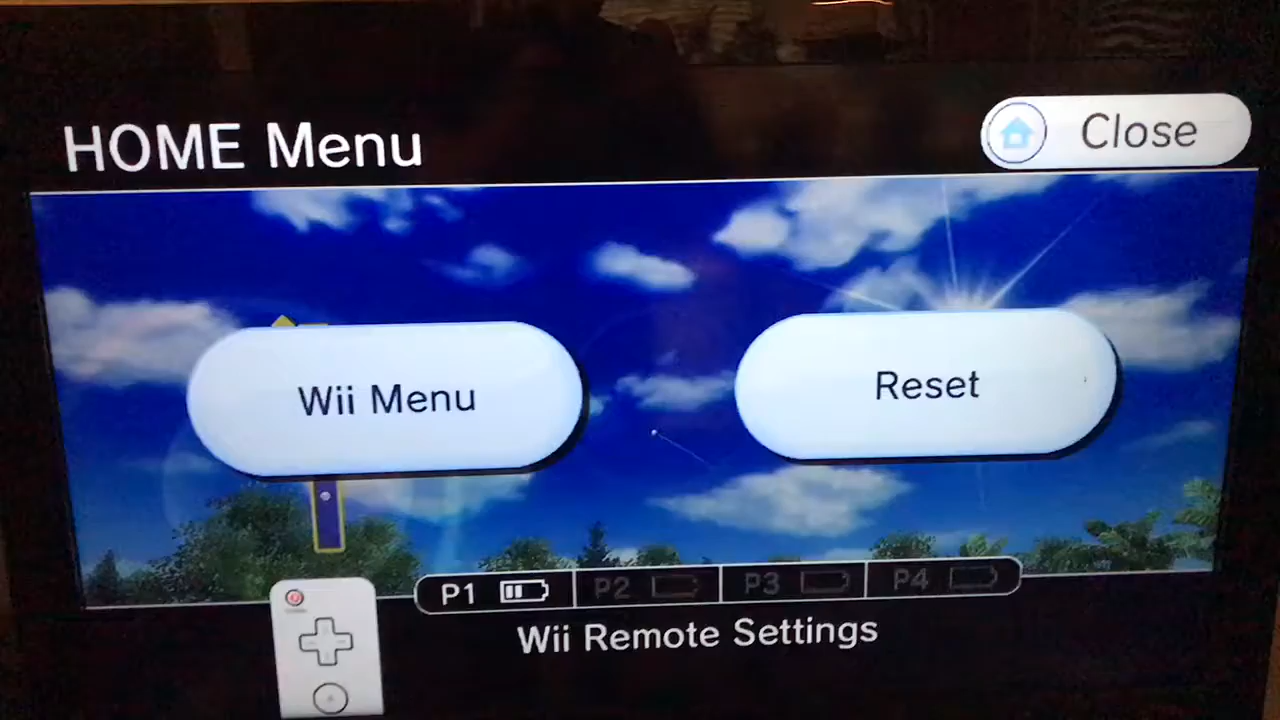 HOME Menu
Close
Wii Menu
Reset
P1
P2
P3
P4
Wii Remote Settings